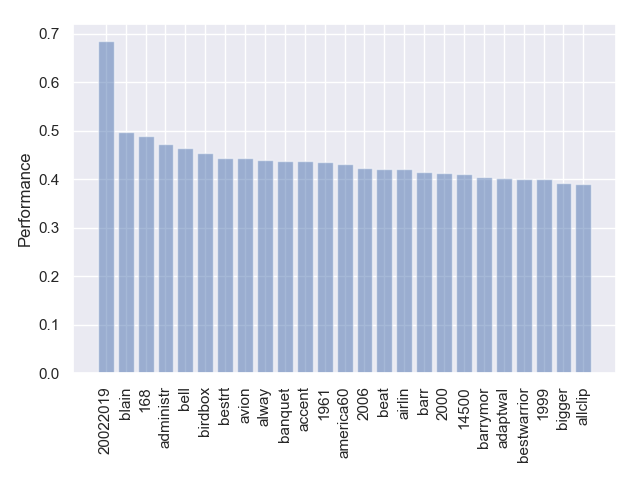 0.7
0.6
0.5
0.4
0.3
0.2
0.1
0.0
Performance
20022019
blain
168
administr
bell
birdbox
bestrt
avion
alway
banquet
accent
1961
america60
2006
beat
airlin
barr
2000
14500
barrymor
adaptwal
bestwarrior
1999
bigger
allclip